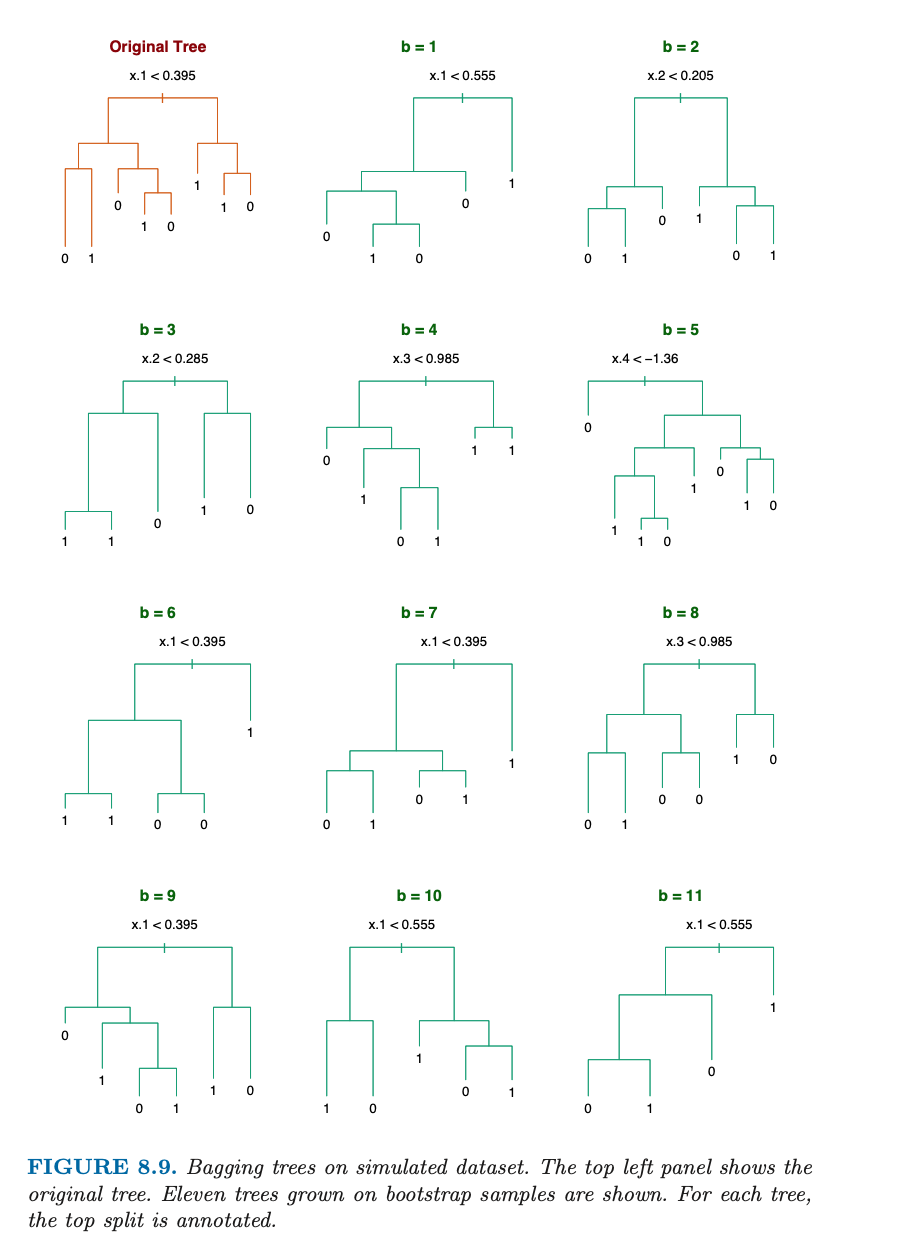 Original Tree
b = 1
b = 2
x.1 < 0.395
x.1 < 0.555
x.2 < 0.205
1
1
0
1
0
0
0
1
1
0
0
1
0
0
1
0
1
0
0
1
b = 3
b = 4
b = 5
x.2 < 0.285
x.3 < 0.985
x.4 < −1.36
0
1
1
0
0
1
1
1
0
0
1
0
1
1
1
0
1
1
0
b = 6
b = 7
b = 8
x.1 < 0.395
x.1 < 0.395
x.3 < 0.985
1
1
1
0
0
1
0
0
1
1
0
0
0
1
1
0
0
0
1
b = 9
b = 10
b = 11
x.1 < 0.395
x.1 < 0.555
x.1 < 0.555
0
1
1
0
0
1
1
0
1
1
0
1
0
0
1
FIGURE 8.9. Bagging trees on simulated dataset. The top left panel shows the
original tree. Eleven trees grown on bootstrap samples are shown. For each tree,
the top split is annotated.